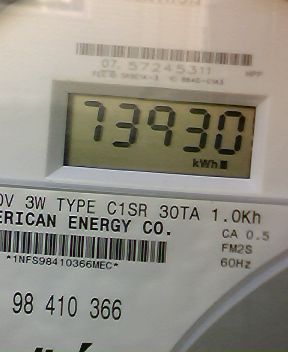 07 57245311
73930
kWh
0V 3W TYPE C1SR 30TA 1.0Kh
ERICAN ENERGY CO.
CA 0.5
FM2S
*1NFS98410366MEC*
60Hz
98 410 366